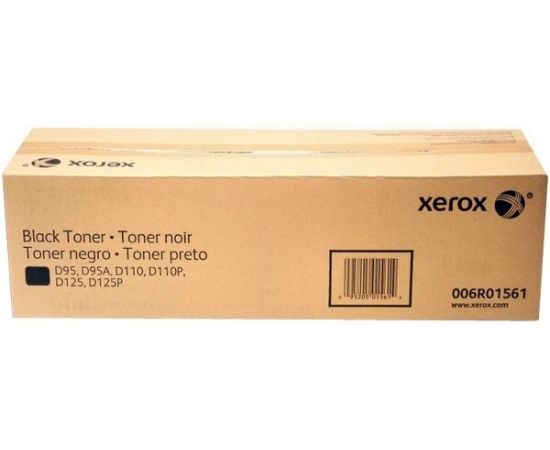 xerox
xerox
Black Toner • Toner noir
Toner negro • Toner preto
D95, D95A, D110, D110P,
D125, D125P
006R01561
www.xerox.com